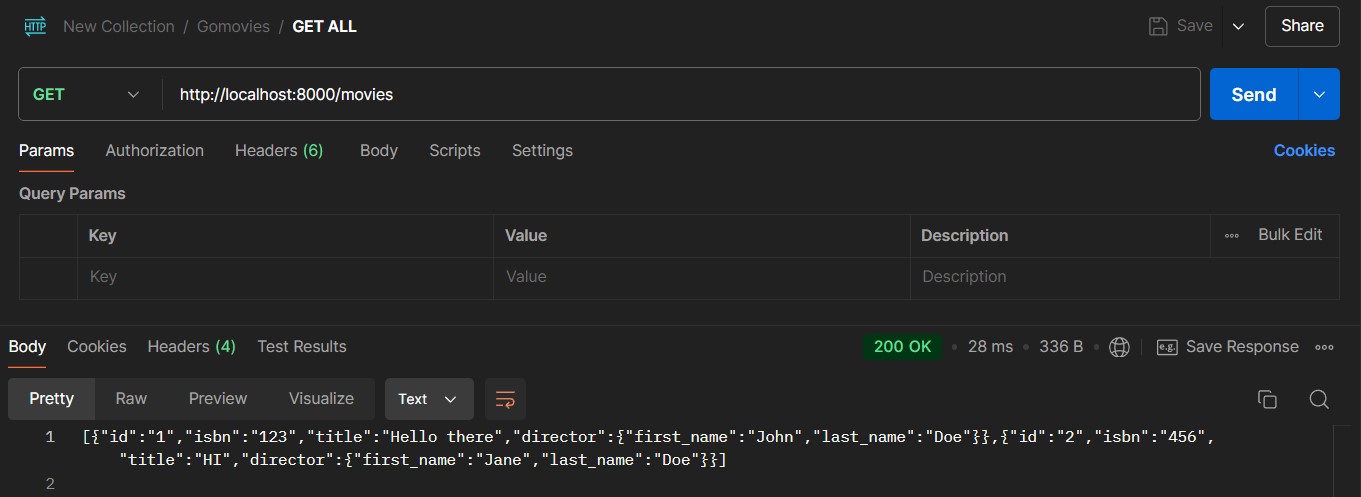 HTTP New Collection / Gomovies / GET ALL Save Share
GET http://localhost:8000/movies Send
Params Authorization Headers (6) Body Scripts Settings Cookies
Query Params
Key Value Description Bulk Edit
Key Value Description
Body Cookies Headers (4) Test Results 200 OK 28 ms 336 B e.g. Save Response
Pretty Raw Preview Visualize Text
1 [{"id":"1","isbn":"123","title":"Hello there","director":{"first_name":"John","last_name":"Doe"}},{"id":"2","isbn":"456",
"title":"HI","director":{"first_name":"Jane","last_name":"Doe"}}]
2